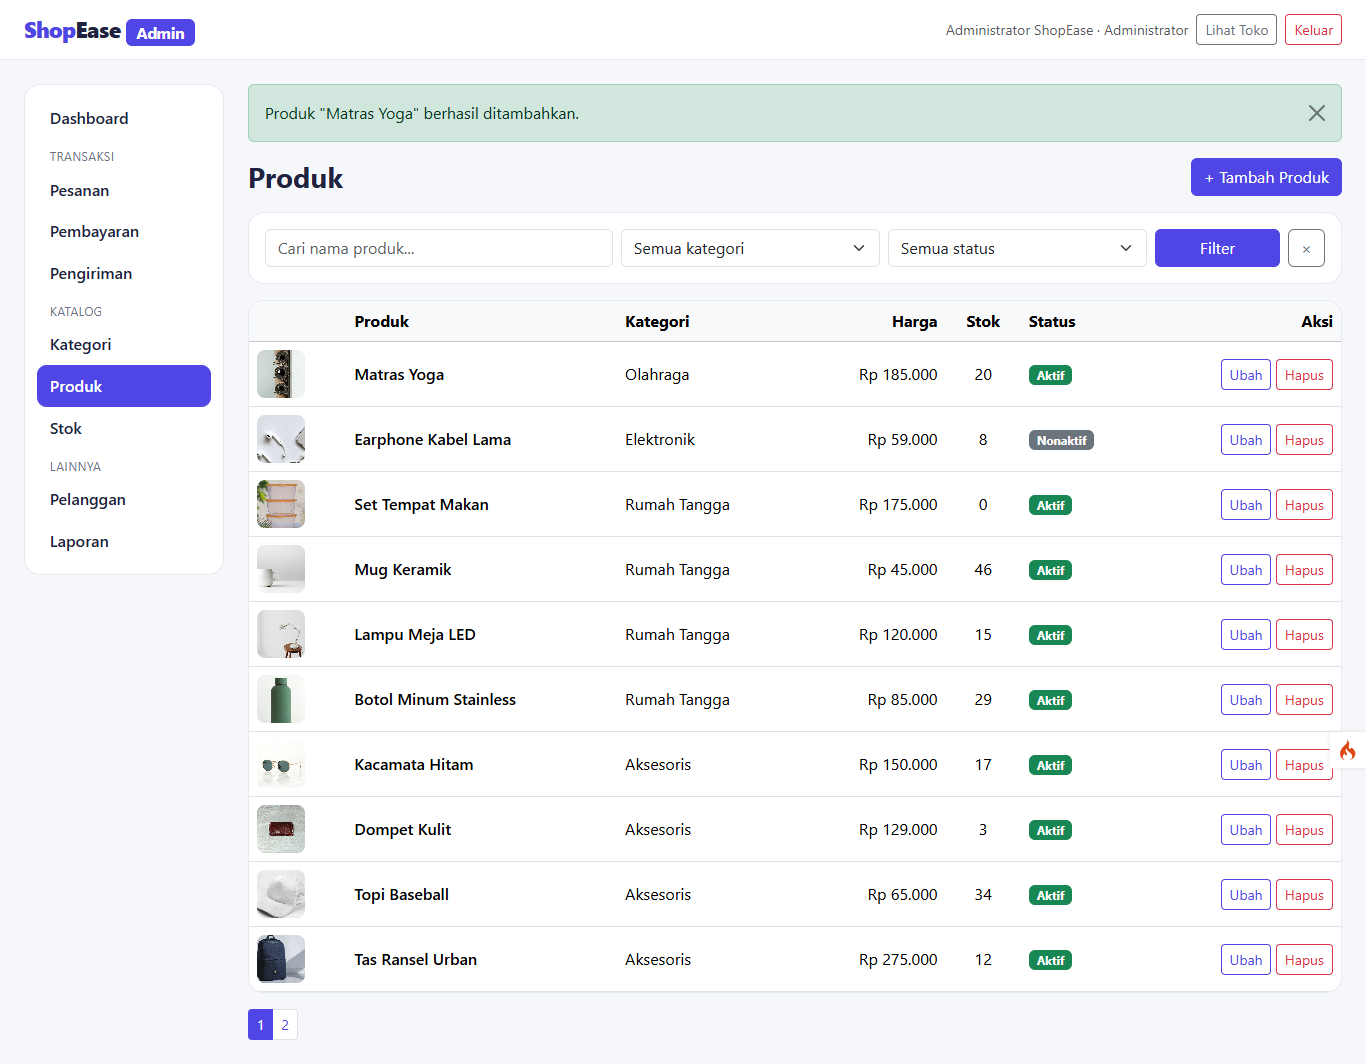 ShopEase Admin
Administrator ShopEase · Administrator Lihat Toko Keluar
Dashboard
TRANSAKSI
Pesanan
Pembayaran
Pengiriman
KATALOG
Kategori
Produk
Stok
LAINNYA
Pelanggan
Laporan
Produk "Matras Yoga" berhasil ditambahkan.
Produk
+ Tambah Produk
Cari nama produk... Semua kategori Semua status Filter ×
Produk Kategori Harga Stok Status Aksi
Matras Yoga Olahraga Rp 185.000 20 Aktif Ubah Hapus
Earphone Kabel Lama Elektronik Rp 59.000 8 Nonaktif Ubah Hapus
Set Tempat Makan Rumah Tangga Rp 175.000 0 Aktif Ubah Hapus
Mug Keramik Rumah Tangga Rp 45.000 46 Aktif Ubah Hapus
Lampu Meja LED Rumah Tangga Rp 120.000 15 Aktif Ubah Hapus
Botol Minum Stainless Rumah Tangga Rp 85.000 29 Aktif Ubah Hapus
Kacamata Hitam Aksesoris Rp 150.000 17 Aktif Ubah Hapus
Dompet Kulit Aksesoris Rp 129.000 3 Aktif Ubah Hapus
Topi Baseball Aksesoris Rp 65.000 34 Aktif Ubah Hapus
Tas Ransel Urban Aksesoris Rp 275.000 12 Aktif Ubah Hapus
1 2